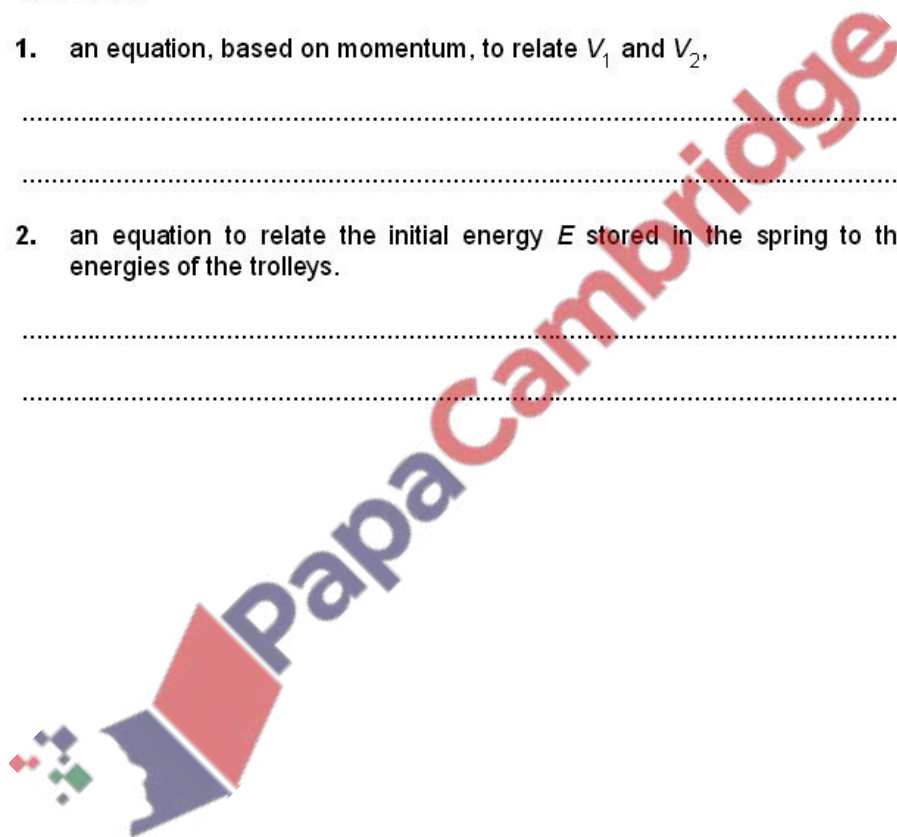 1. an equation, based on momentum, to relate V₁ and V₂,
2. an equation to relate the initial energy E stored in the spring to th
energies of the trolleys.
PapaCambridge